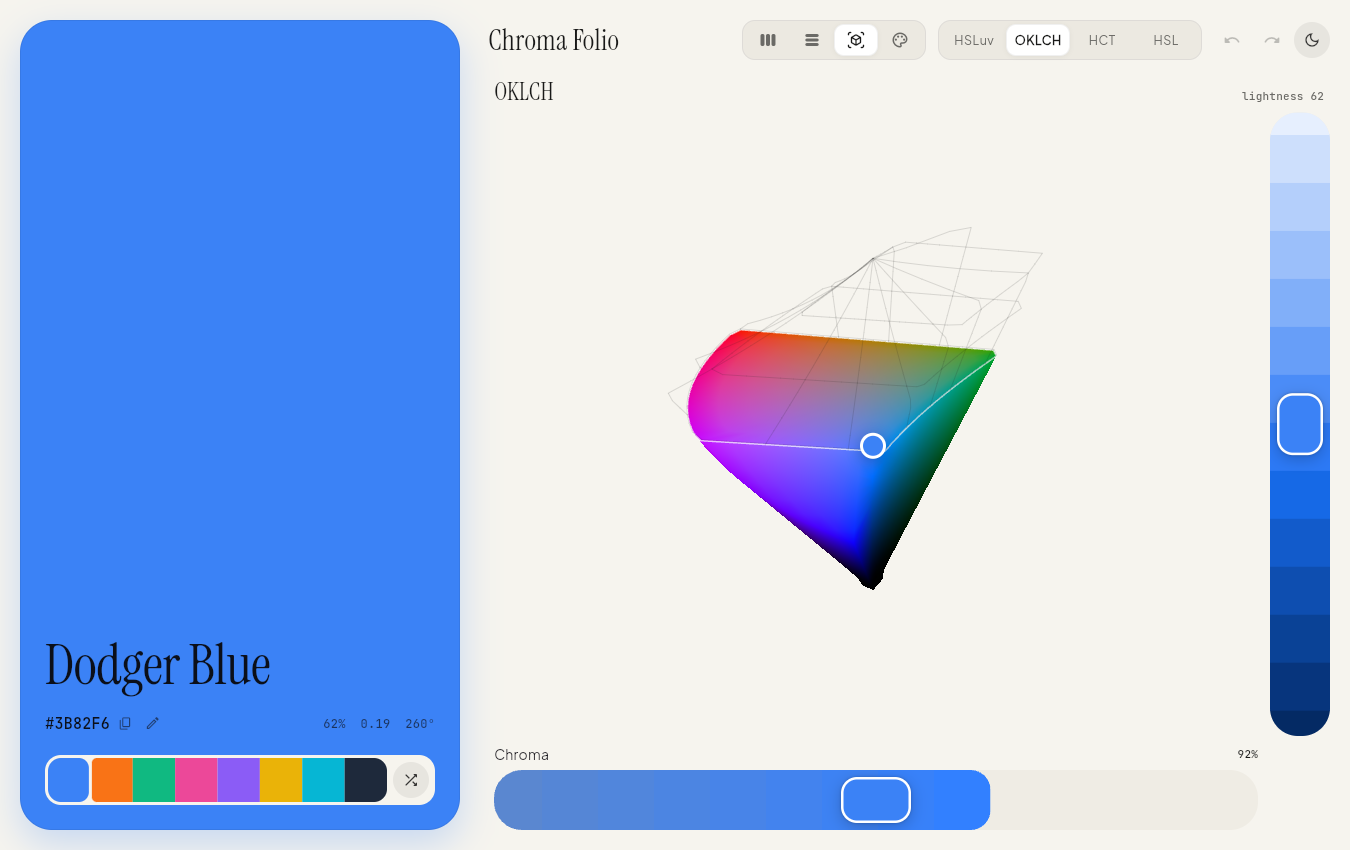 Chroma Folio
HSLuv OKLCH HCT HSL
OKLCH
lightness 62
Dodger Blue
#3B82F6
62% 0.19 260°
Chroma
92%